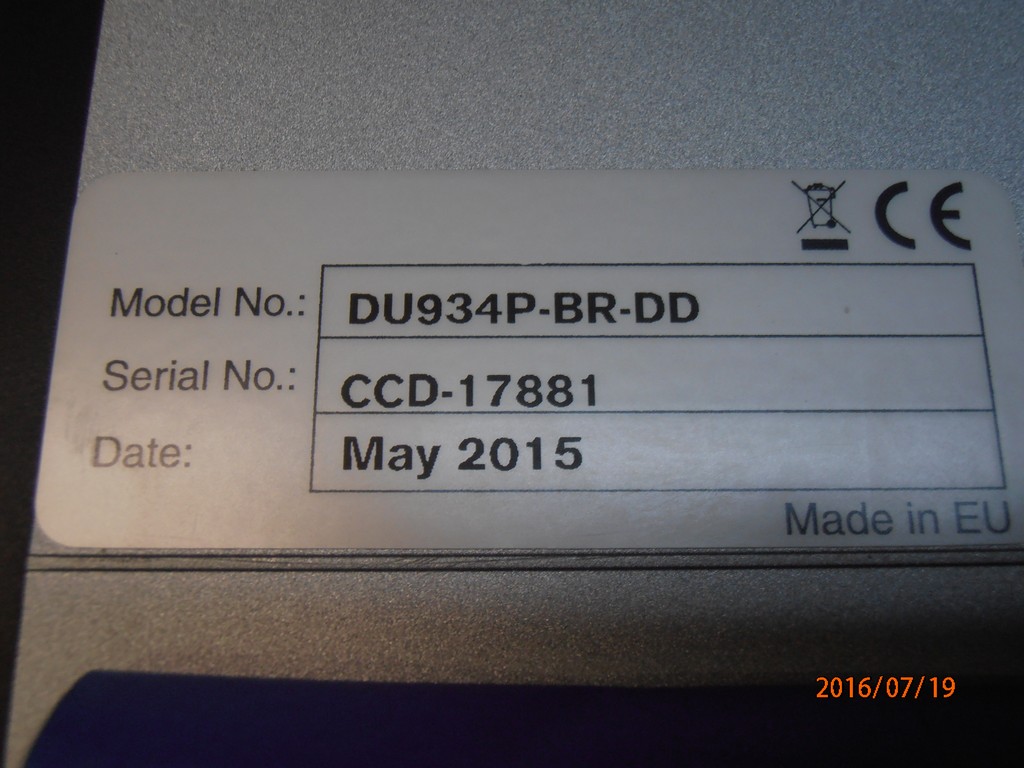 CE
Model No.: DU934P-BR-DD
Serial No.: CCD-17881
Date: May 2015
Made in EU
2016/07/19